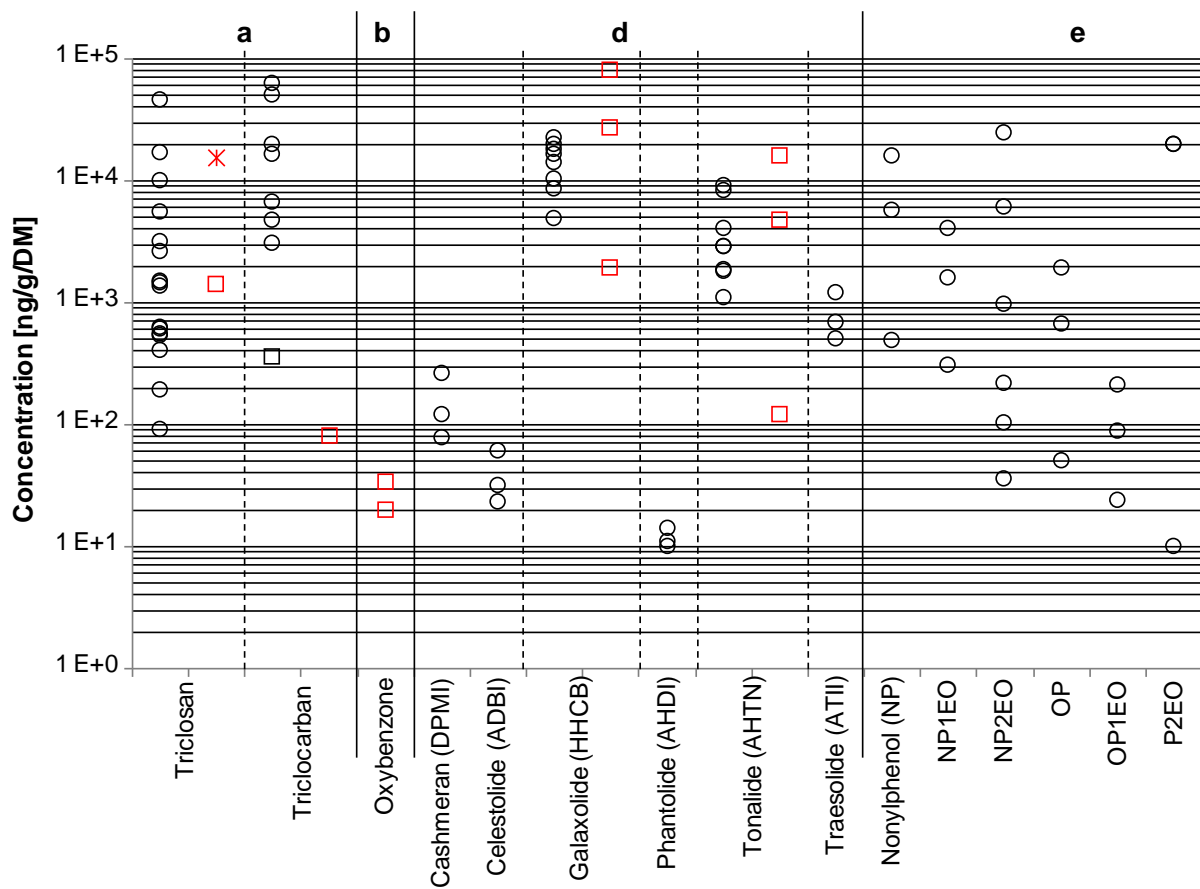 a b d e
1 E+5
1 E+4
1 E+3
1 E+2
1 E+1
1 E+0
Concentration [ng/g/DM]
Triclosan
Triclocarban
Oxybenzone
Cashmeran (DPMI)
Celestolide (ADBI)
Galaxolide (HHCB)
Phantolide (AHDI)
Tonalide (AHTN)
Traesolide (ATII)
Nonylphenol (NP)
NP1EO
NP2EO
OP
OP1EO
P2EO